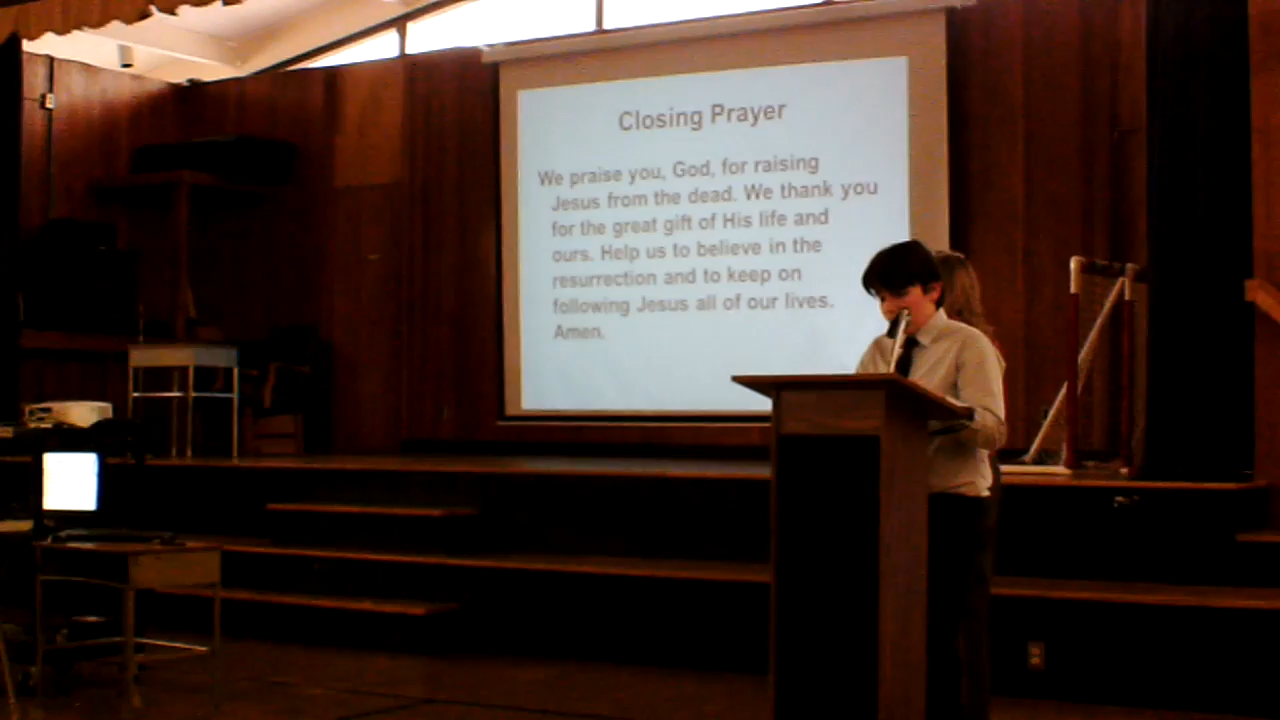 Closing Prayer
We praise you, God, for raising
Jesus from the dead. We thank you
for the great gift of His life and
ours. Help us to believe in the
resurrection and to keep on
following Jesus all of our lives.
Amen.